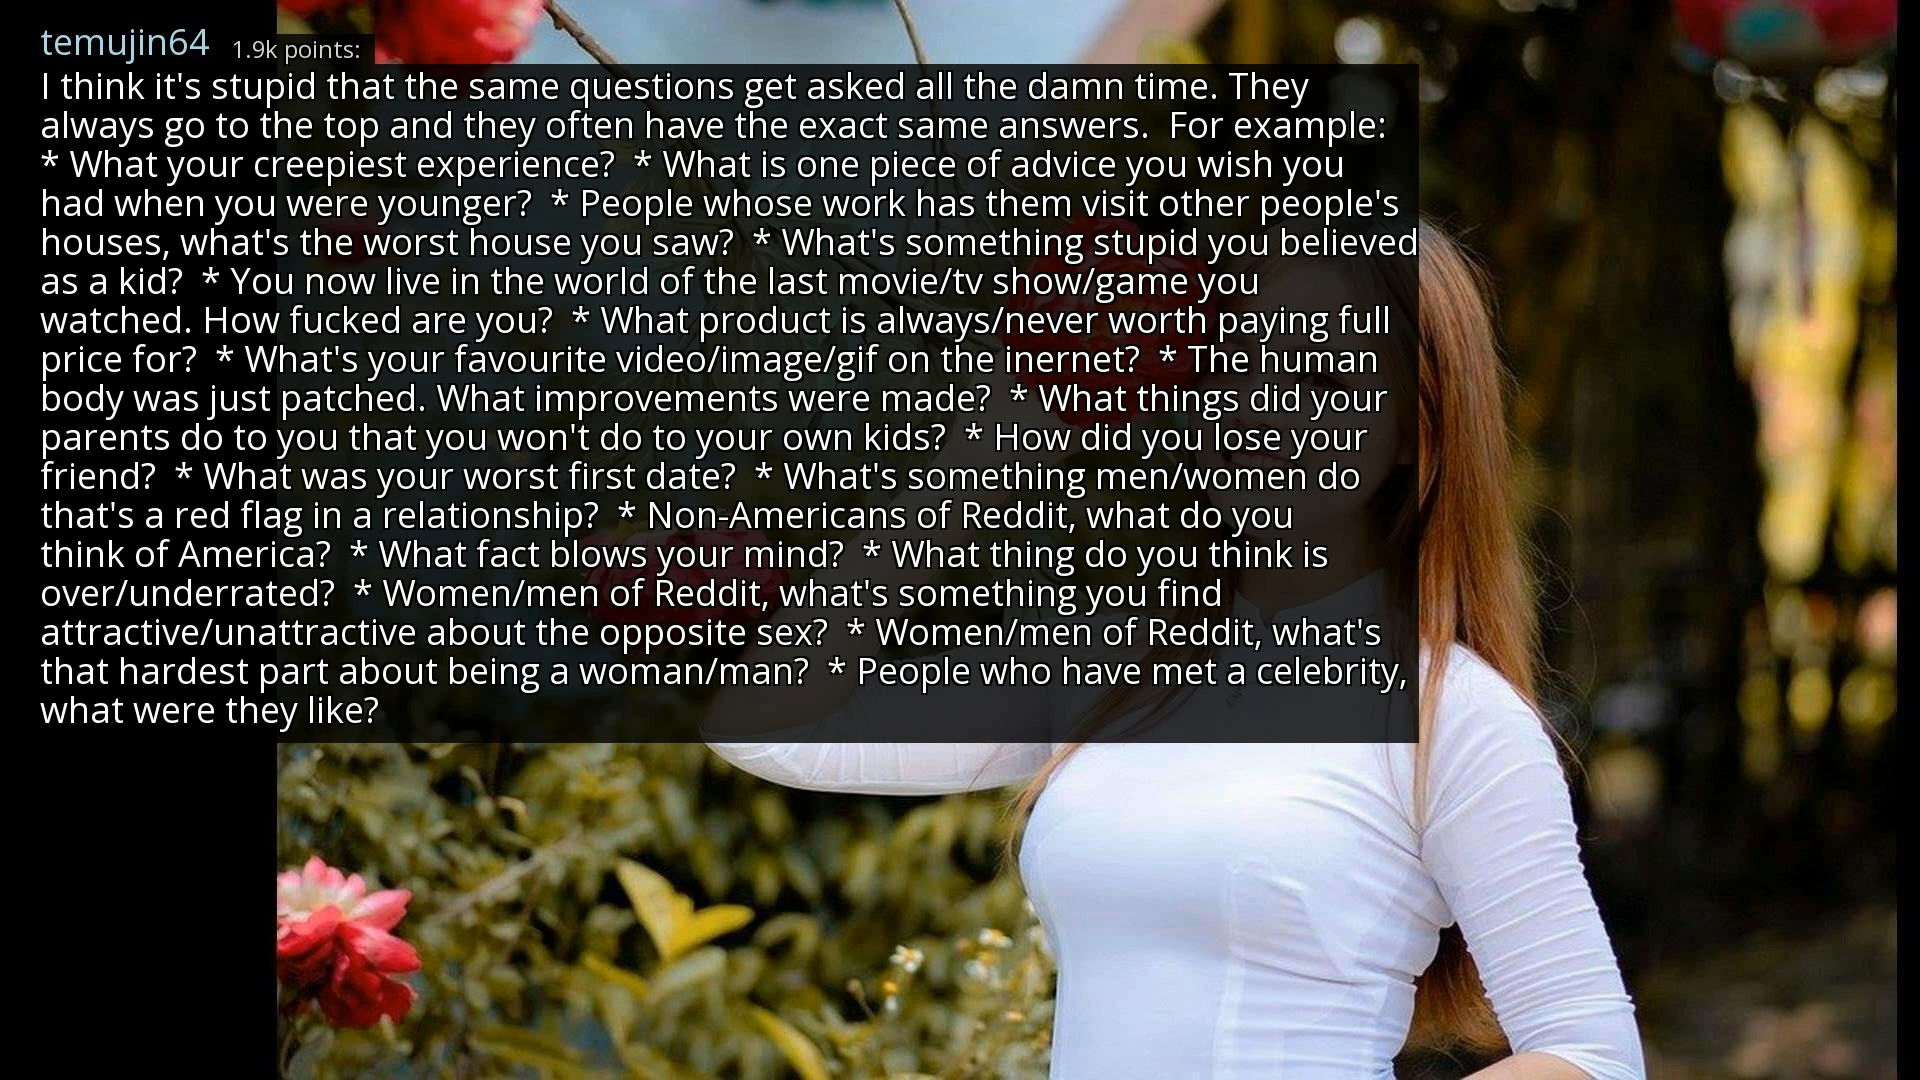 temujin64 1.9k points:
I think it's stupid that the same questions get asked all the damn time. They
always go to the top and they often have the exact same answers.  For example:
* What your creepiest experience?  * What is one piece of advice you wish you
had when you were younger?  * People whose work has them visit other people's
houses, what's the worst house you saw?  * What's something stupid you believed
as a kid?  * You now live in the world of the last movie/tv show/game you
watched. How fucked are you?  * What product is always/never worth paying full
price for?  * What's your favourite video/image/gif on the inernet?  * The human
body was just patched. What improvements were made?  * What things did your
parents do to you that you won't do to your own kids?  * How did you lose your
friend?  * What was your worst first date?  * What's something men/women do
that's a red flag in a relationship?  * Non-Americans of Reddit, what do you
think of America?  * What fact blows your mind?  * What thing do you think is
over/underrated?  * Women/men of Reddit, what's something you find
attractive/unattractive about the opposite sex?  * Women/men of Reddit, what's
that hardest part about being a woman/man?  * People who have met a celebrity,
what were they like?